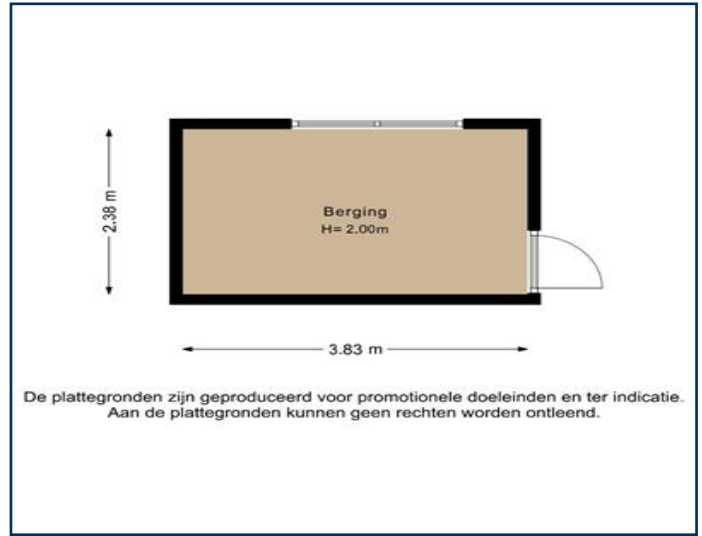 2.38 m
Berging
H= 2.00m
3.83 m
De plattegronden zijn geproduceerd voor promotionele doeleinden en ter indicatie.
Aan de plattegronden kunnen geen rechten worden ontleend.